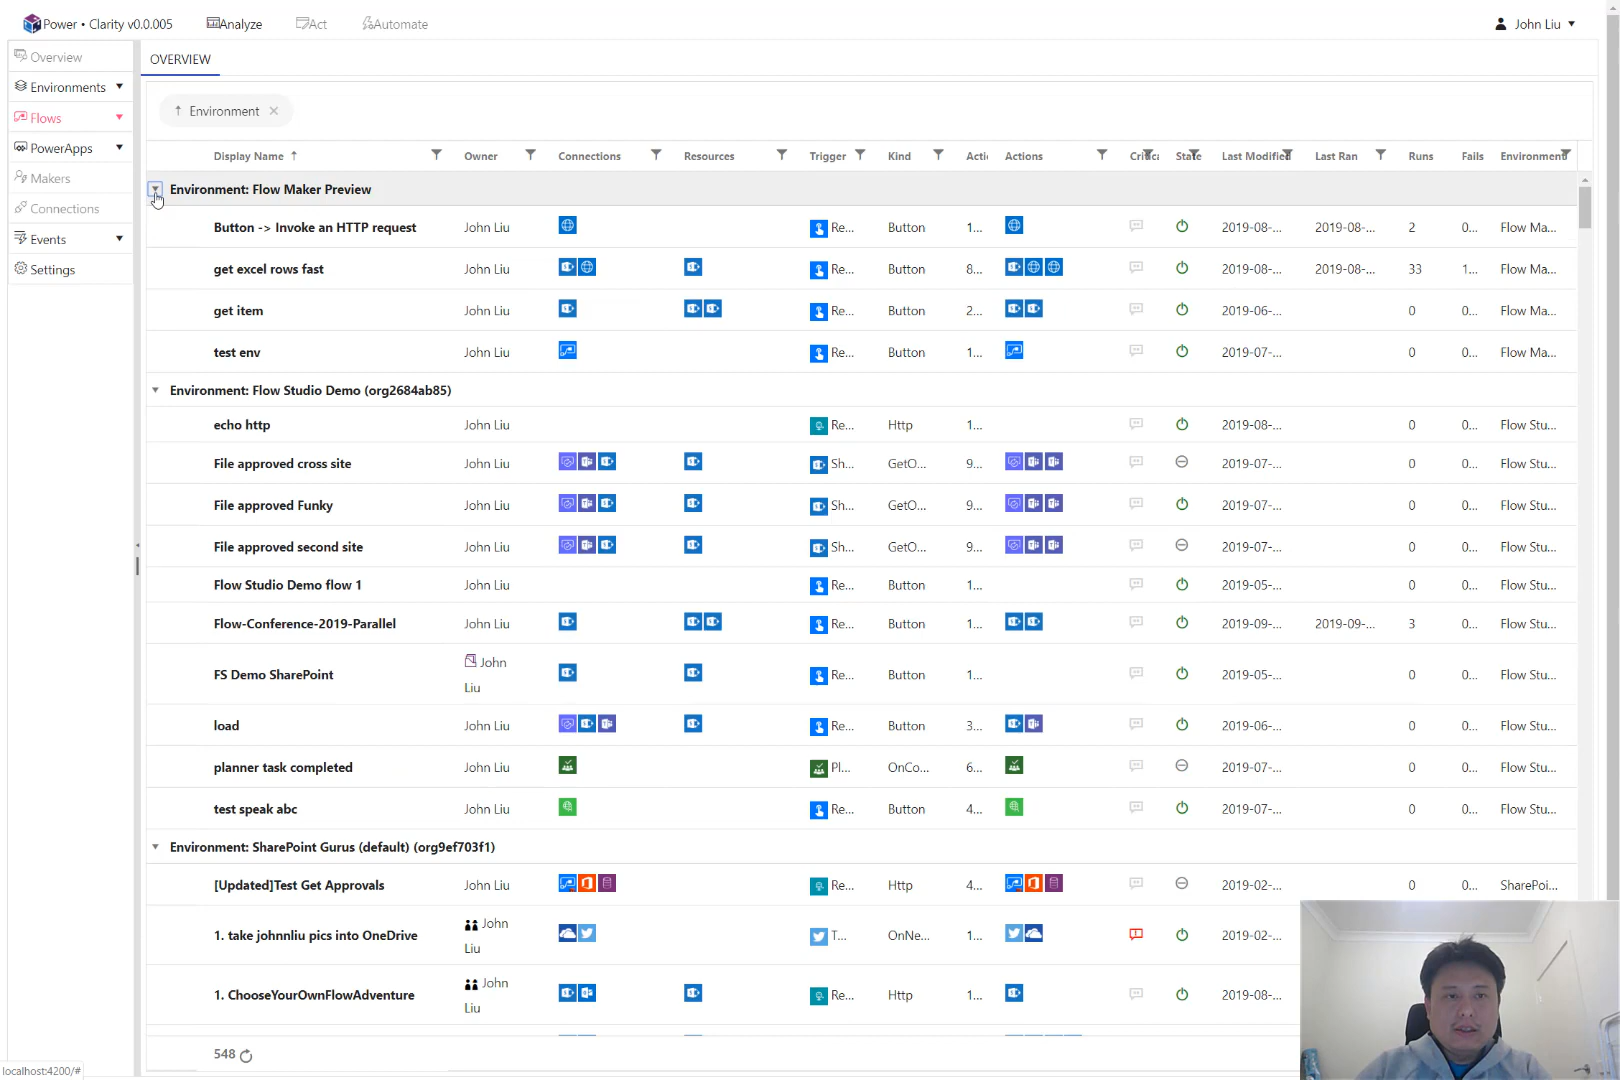 Power • Clarity v0.0.005 Analyze Act Automate John Liu
Overview
Environments
Flows
PowerApps
Makers
Connections
Events
Settings
OVERVIEW
↑ Environment ×
Display Name ↑ Owner Connections Resources Trigger Kind Acti Actions Critica State Last Modified Last Ran Runs Fails Environment
Environment: Flow Maker Preview
Button -> Invoke an HTTP request John Liu Re... Button 1... 2019-08-... 2019-08-... 2 0... Flow Ma...
get excel rows fast John Liu Re... Button 8... 2019-08-... 2019-08-... 33 1... Flow Ma...
get item John Liu Re... Button 2... 2019-06-... 0 0... Flow Ma...
test env John Liu Re... Button 1... 2019-07-... 0 0... Flow Ma...
Environment: Flow Studio Demo (org2684ab85)
echo http John Liu Re... Http 1... 2019-08-... 0 0... Flow Stu...
File approved cross site John Liu Sh... GetO... 9... 2019-07-... 0 0... Flow Stu...
File approved Funky John Liu Sh... GetO... 9... 2019-07-... 0 0... Flow Stu...
File approved second site John Liu Sh... GetO... 9... 2019-07-... 0 0... Flow Stu...
Flow Studio Demo flow 1 John Liu Re... Button 1... 2019-05-... 0 0... Flow Stu...
Flow-Conference-2019-Parallel John Liu Re... Button 1... 2019-09-... 2019-09-... 3 0... Flow Stu...
FS Demo SharePoint John Liu Re... Button 1... 2019-05-... 0 0... Flow Stu...
load John Liu Re... Button 3... 2019-06-... 0 0... Flow Stu...
planner task completed John Liu Pl... OnCo... 6... 2019-07-... 0 0... Flow Stu...
test speak abc John Liu Re... Button 4... 2019-07-... 0 0... Flow Stu...
Environment: SharePoint Gurus (default) (org9ef703f1)
[Updated]Test Get Approvals John Liu Re... Http 4... 2019-02-... 0 0... SharePoi...
1. take johnnliu pics into OneDrive John Liu T... OnNe... 1... 2019-02-...
1. ChooseYourOwnFlowAdventure John Liu Re... Http 1... 2019-08-...
548
localhost:4200/#